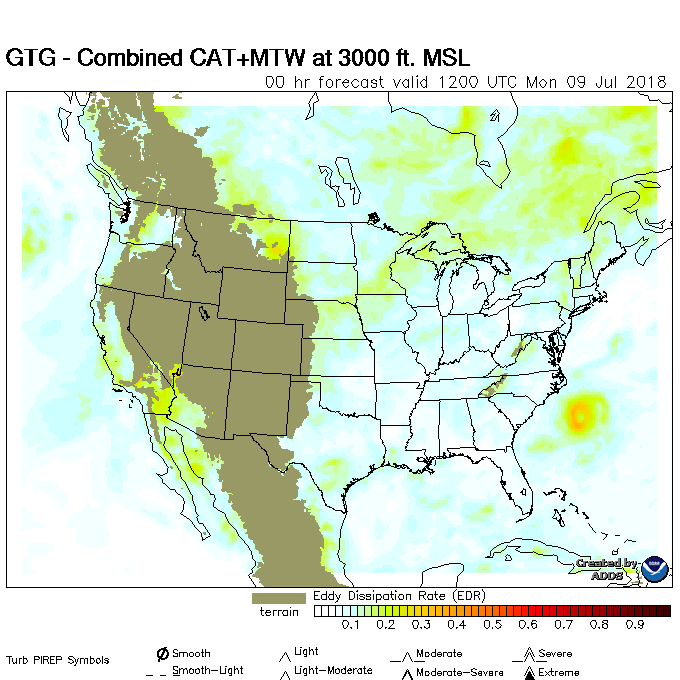 GTG - Combined CAT+MTW at 3000 ft. MSL
00 hr forecast valid 1200 UTC Mon 09 Jul 2018
Created by
ADDS
Eddy Dissipation Rate (EDR)
terrain
0.1 0.2 0.3 0.4 0.5 0.6 0.7 0.8 0.9
Turb PIREP Symbols
Smooth Light Moderate Severe
Smooth-Light Light-Moderate Moderate-Severe Extreme